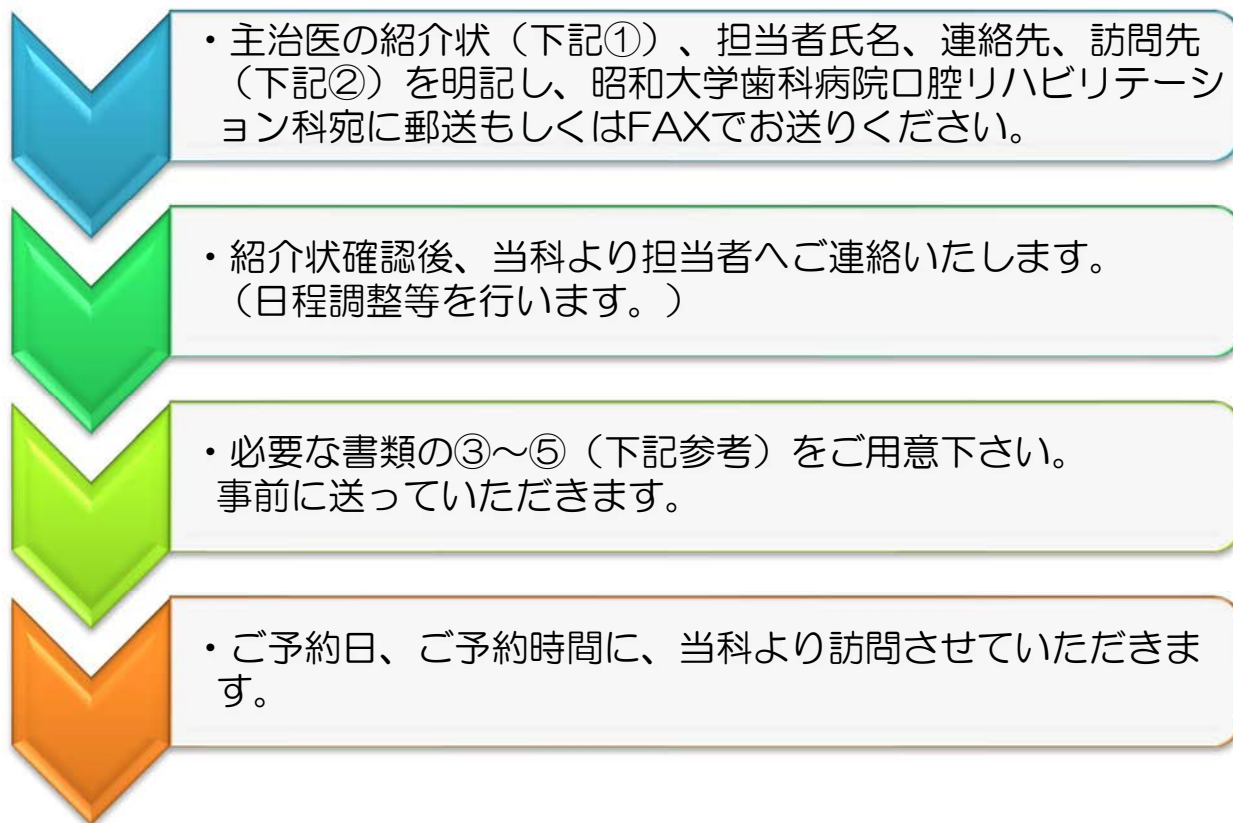 ・主治医の紹介状（下記①）、担当者氏名、連絡先、訪問先
（下記②）を明記し、昭和大学歯科病院口腔リハビリテーシ
ョン科宛に郵送もしくはFAXでお送りください。
・紹介状確認後、当科より担当者へご連絡いたします。
（日程調整等を行います。）
・必要な書類の③～⑤（下記参考）をご用意下さい。
事前に送っていただきます。
・ご予約日、ご予約時間に、当科より訪問させていただきま
す。